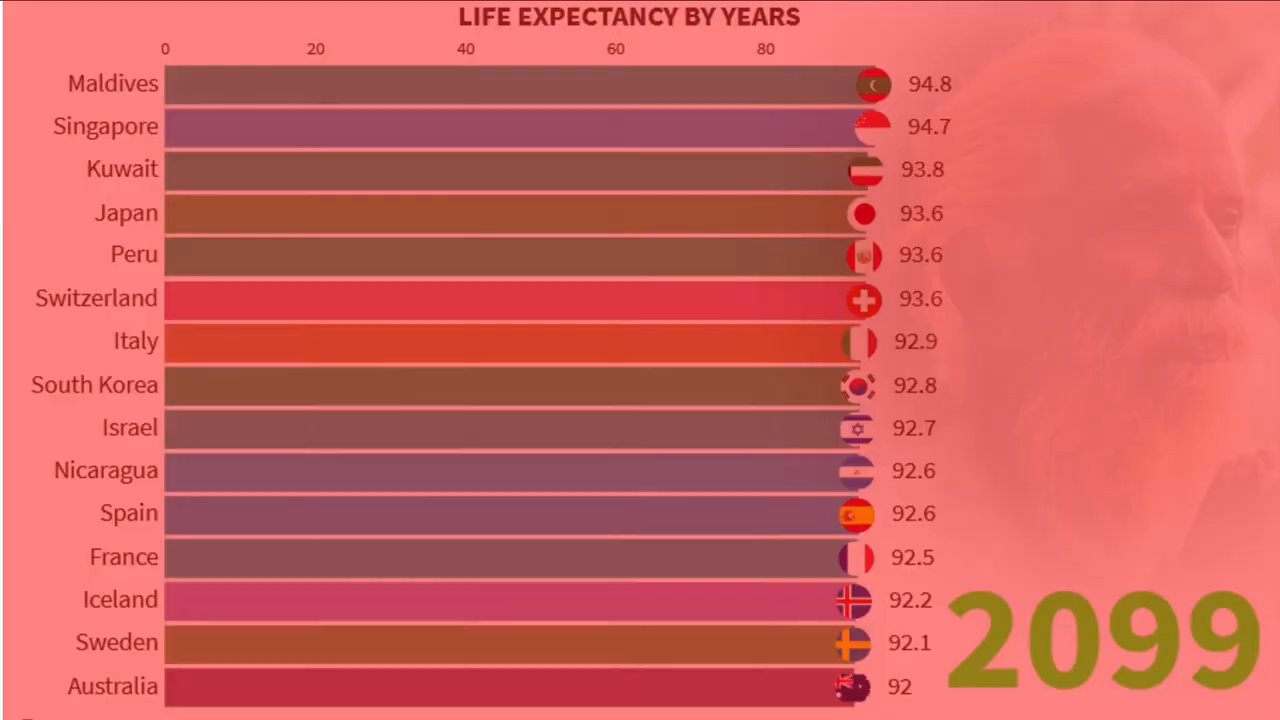 LIFE EXPECTANCY BY YEARS
0 20 40 60 80
Maldives 94.8
Singapore 94.7
Kuwait 93.8
Japan 93.6
Peru 93.6
Switzerland 93.6
Italy 92.9
South Korea 92.8
Israel 92.7
Nicaragua 92.6
Spain 92.6
France 92.5
Iceland 92.2
Sweden 92.1
Australia 92
2099